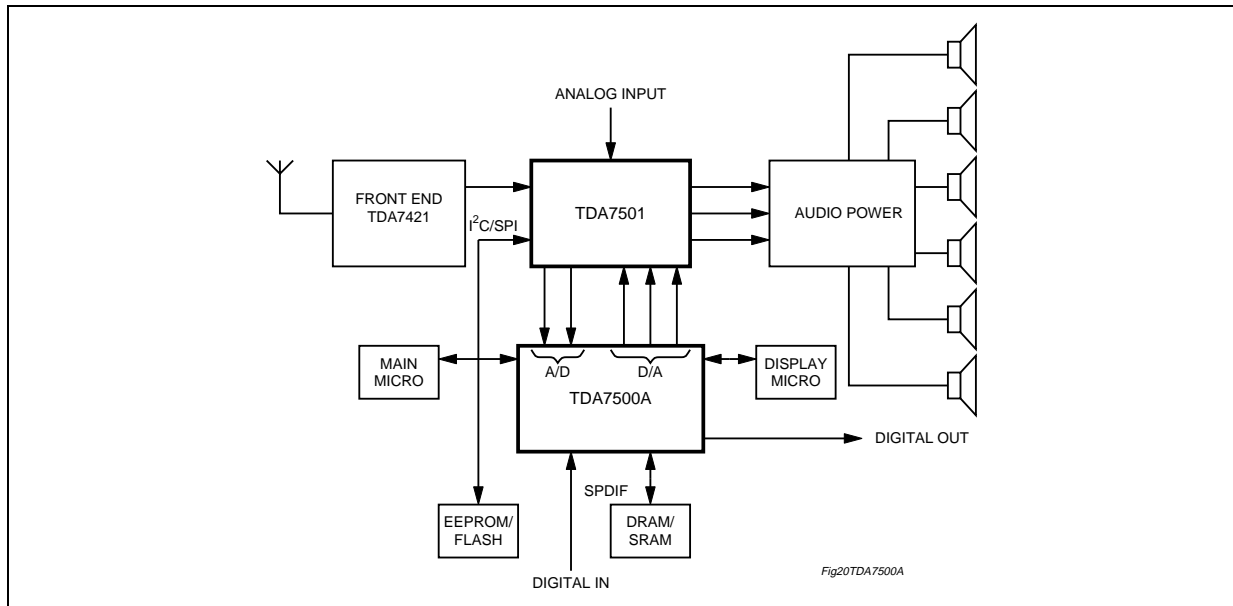 ANALOG INPUT
FRONT END
TDA7421
I²C/SPI
TDA7501
AUDIO POWER
MAIN
MICRO
A/D
D/A
TDA7500A
DISPLAY
MICRO
DIGITAL OUT
SPDIF
EEPROM/
FLASH
DRAM/
SRAM
DIGITAL IN
Fig20TDA7500A